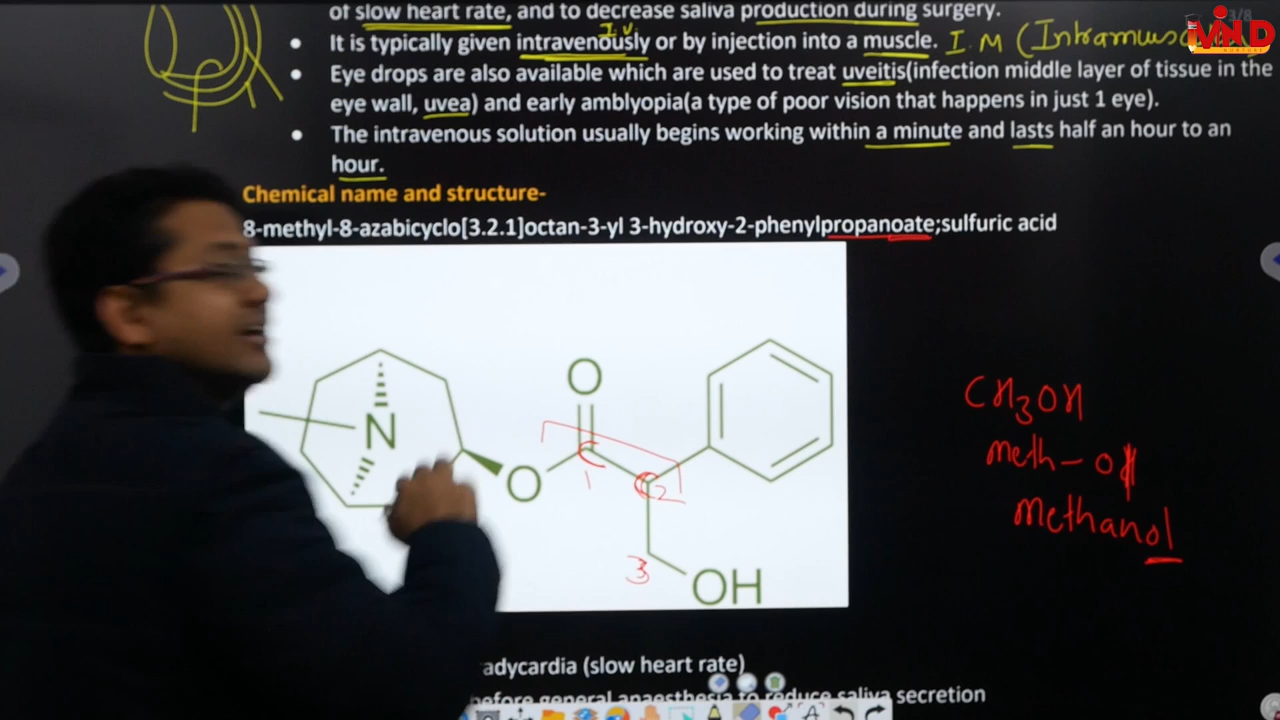 of slow heart rate, and to decrease saliva production during surgery.
I.V
• It is typically given intravenously or by injection into a muscle. I.M (Intramus
• Eye drops are also available which are used to treat uveitis(infection middle layer of tissue in the
eye wall, uvea) and early amblyopia(a type of poor vision that happens in just 1 eye).
• The intravenous solution usually begins working within a minute and lasts half an hour to an
hour.
Chemical name and structure-
8-methyl-8-azabicyclo[3.2.1]octan-3-yl 3-hydroxy-2-phenylpropanoate;sulfuric acid
O
N
O
C
1
C
2
3
OH
CH3OH
meth-ol
Methanol
adycardia (slow heart rate)
before general anaesthesia to reduce saliva secretion
3/8
MIND